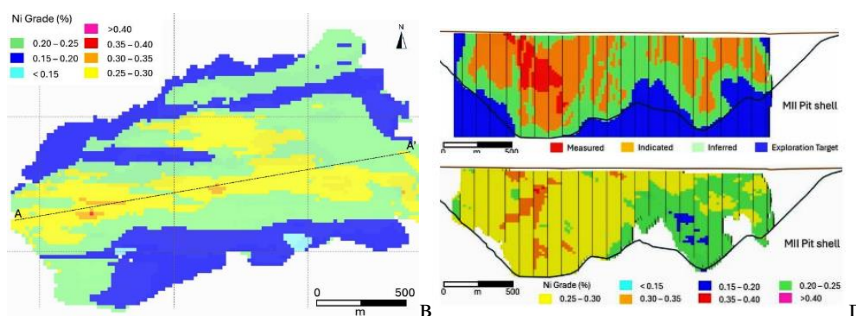 Ni Grade (%)
>0.40
0.20 – 0.25
0.35 – 0.40
0.15 – 0.20
0.30 – 0.35
< 0.15
0.25 – 0.30
N
A
A'
0
500
m
В
MII Pit shell
0
500
m
Measured
Indicated
Inferred
Exploration Target
MII Pit shell
0
500
m
Ni Grade (%)
< 0.15
0.15 – 0.20
0.20 – 0.25
0.25 – 0.30
0.30 – 0.35
0.35 – 0.40
>0.40